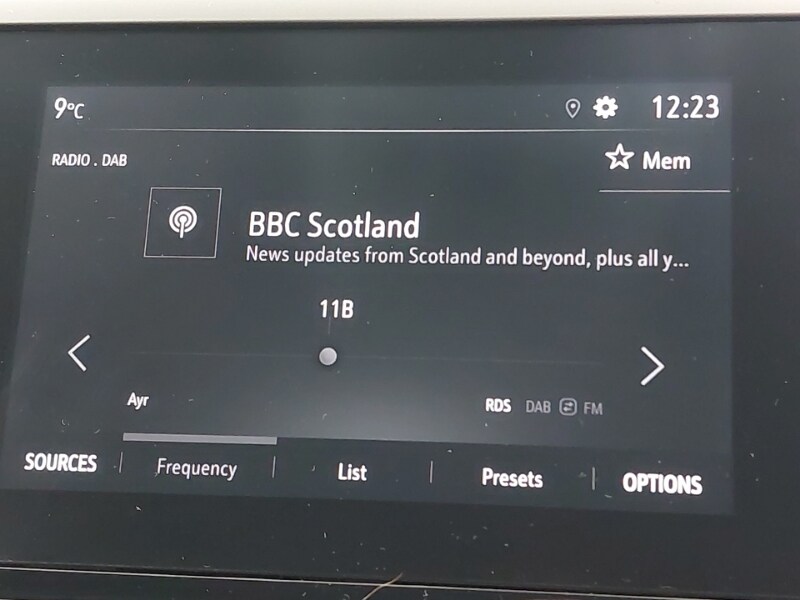 9°C 12:23
RADIO . DAB
Mem
BBC Scotland
News updates from Scotland and beyond, plus all y...
11B
Ayr
RDS DAB FM
SOURCES Frequency List Presets OPTIONS